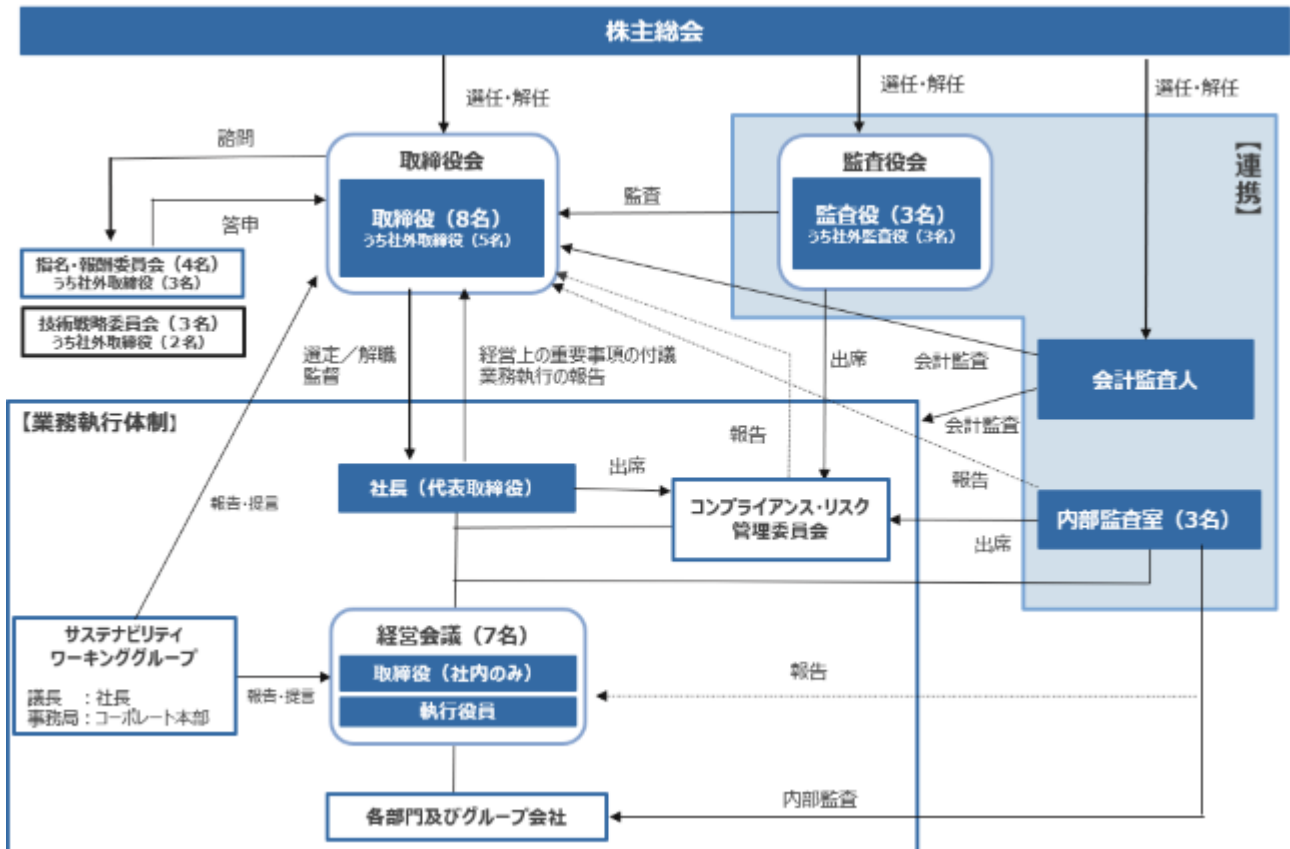 株主総会
選任・解任
選任・解任
選任・解任
諮問
取締役会
監査役会
【連携】
取締役（8名）
うち社外取締役（5名）
監査
監査役（3名）
うち社外監査役（3名）
答申
指名・報酬委員会（4名）
うち社外取締役（3名）
技術戦略委員会（3名）
うち社外取締役（2名）
選定／解職
監督
経営上の重要事項の付議
業務執行の報告
出席
会計監査
会計監査人
【業務執行体制】
会計監査
報告
社長（代表取締役）
出席
コンプライアンス・リスク
管理委員会
報告
内部監査室（3名）
出席
報告・提言
サステナビリティ
ワーキンググループ
議長　：社長
事務局：コーポレート本部
報告・提言
経営会議（7名）
取締役（社内のみ）
執行役員
報告
各部門及びグループ会社
内部監査